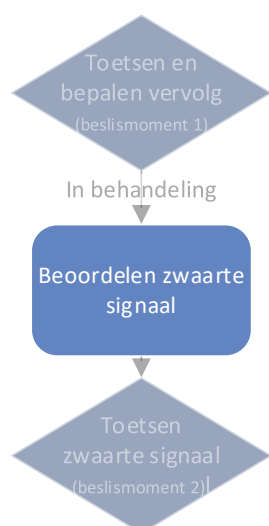 Toetsen en
bepalen vervolg
(beslismoment 1)
In behandeling
Beoordelen zwaarte
signaal
Toetsen
zwaarte signaal
(beslismoment 2)